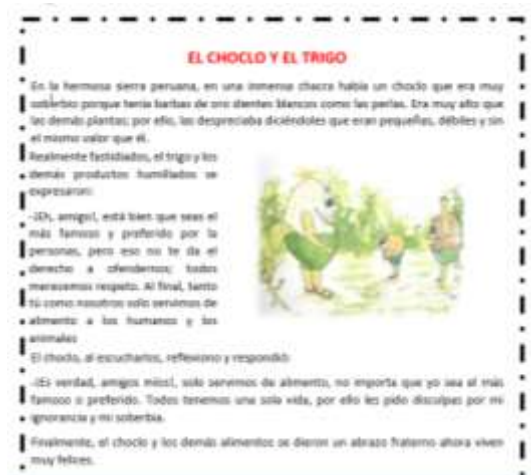 EL CHOCLO Y EL TRIGO
En la hermosa sierra peruana, en una inmensa chacra había un choclo que era muy
soberbio porque tenía barbas de oro dientes blancos como las perlas. Era muy alto que
las demás plantas; por ello, las despreciaba diciéndoles que eran pequeñas, débiles y sin
el mismo valor que él.
Realmente fastidiados, el trigo y los
demás productos humillados se
expresaron:
-¡Eh, amigo!, está bien que seas el
más famoso y preferido por la
personas, pero eso no te da el
derecho a ofendernos; todos
merecemos respeto. Al final, tanto
tú como nosotros solo servimos de
alimento a los humanos y los
animales
El choclo, al escucharlos, reflexiono y respondió:
-¡Es verdad, amigos míos!, solo servimos de alimento, no importa que yo sea el más
famoso o preferido. Todos tenemos una sola vida, por ello les pido disculpas por mi
ignorancia y mi soberbia.
Finalmente, el choclo y los demás alimentos se dieron un abrazo fraterno ahora viven
muy felices.